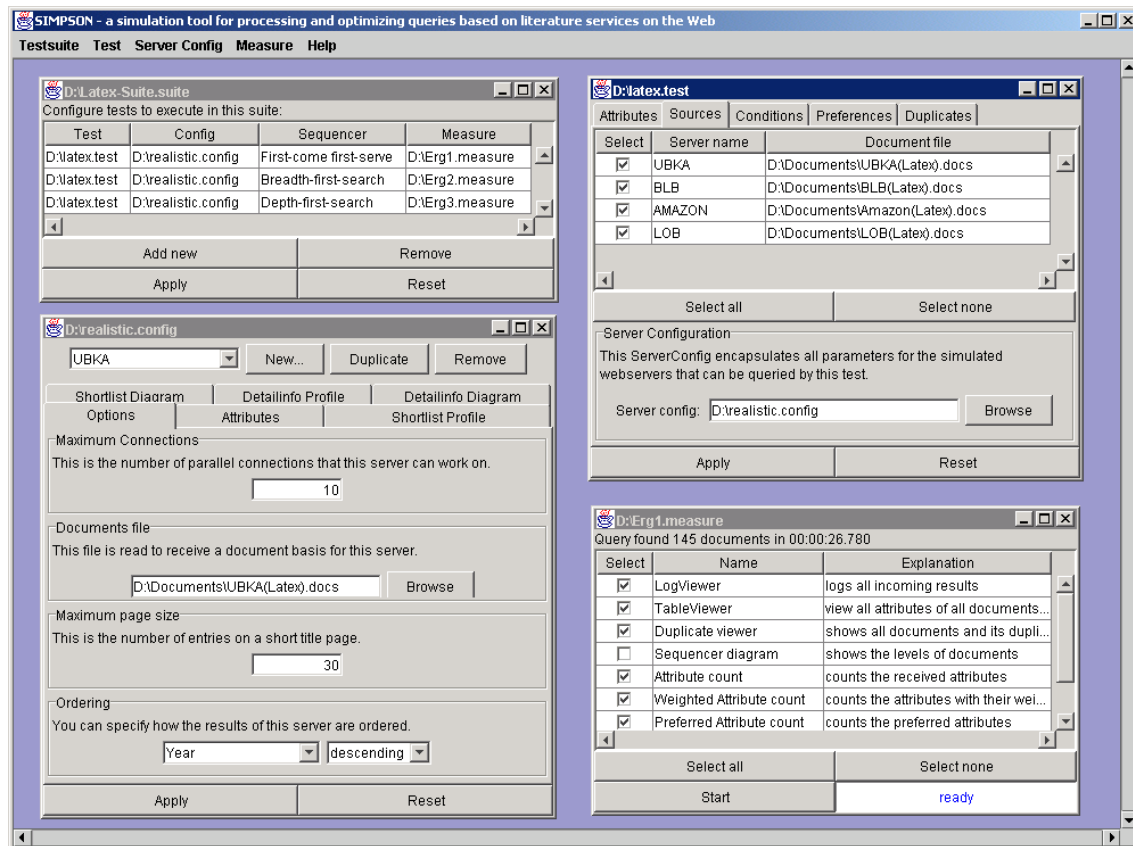 SIMPSON - a simulation tool for processing and optimizing queries based on literature services on the Web
Testsuite Test Server Config Measure Help
D:\Latex-Suite.suite
Configure tests to execute in this suite:
Test Config Sequencer Measure
D:\latex.test D:\realistic.config First-come first-serve D:\Erg1.measure
D:\latex.test D:\realistic.config Breadth-first-search D:\Erg2.measure
D:\latex.test D:\realistic.config Depth-first-search D:\Erg3.measure
Add new Remove
Apply Reset
D:\realistic.config
UBKA New... Duplicate Remove
Shortlist Diagram Detailinfo Profile Detailinfo Diagram
Options Attributes Shortlist Profile
Maximum Connections
This is the number of parallel connections that this server can work on.
10
Documents file
This file is read to receive a document basis for this server.
D:\Documents\UBKA(Latex).docs Browse
Maximum page size
This is the number of entries on a short title page.
30
Ordering
You can specify how the results of this server are ordered.
Year descending
Apply Reset
D:\latex.test
Attributes Sources Conditions Preferences Duplicates
Select Server name Document file
UBKA D:\Documents\UBKA(Latex).docs
BLB D:\Documents\BLB(Latex).docs
AMAZON D:\Documents\Amazon(Latex).docs
LOB D:\Documents\LOB(Latex).docs
Select all Select none
Server Configuration
This ServerConfig encapsulates all parameters for the simulated
webservers that can be queried by this test.
Server config: D:\realistic.config Browse
Apply Reset
D:\Erg1.measure
Query found 145 documents in 00:00:26.780
Select Name Explanation
LogViewer logs all incoming results
TableViewer view all attributes of all documents...
Duplicate viewer shows all documents and its dupli...
Sequencer diagram shows the levels of documents
Attribute count counts the received attributes
Weighted Attribute count counts the attributes with their wei...
Preferred Attribute count counts the preferred attributes
Select all Select none
Start ready